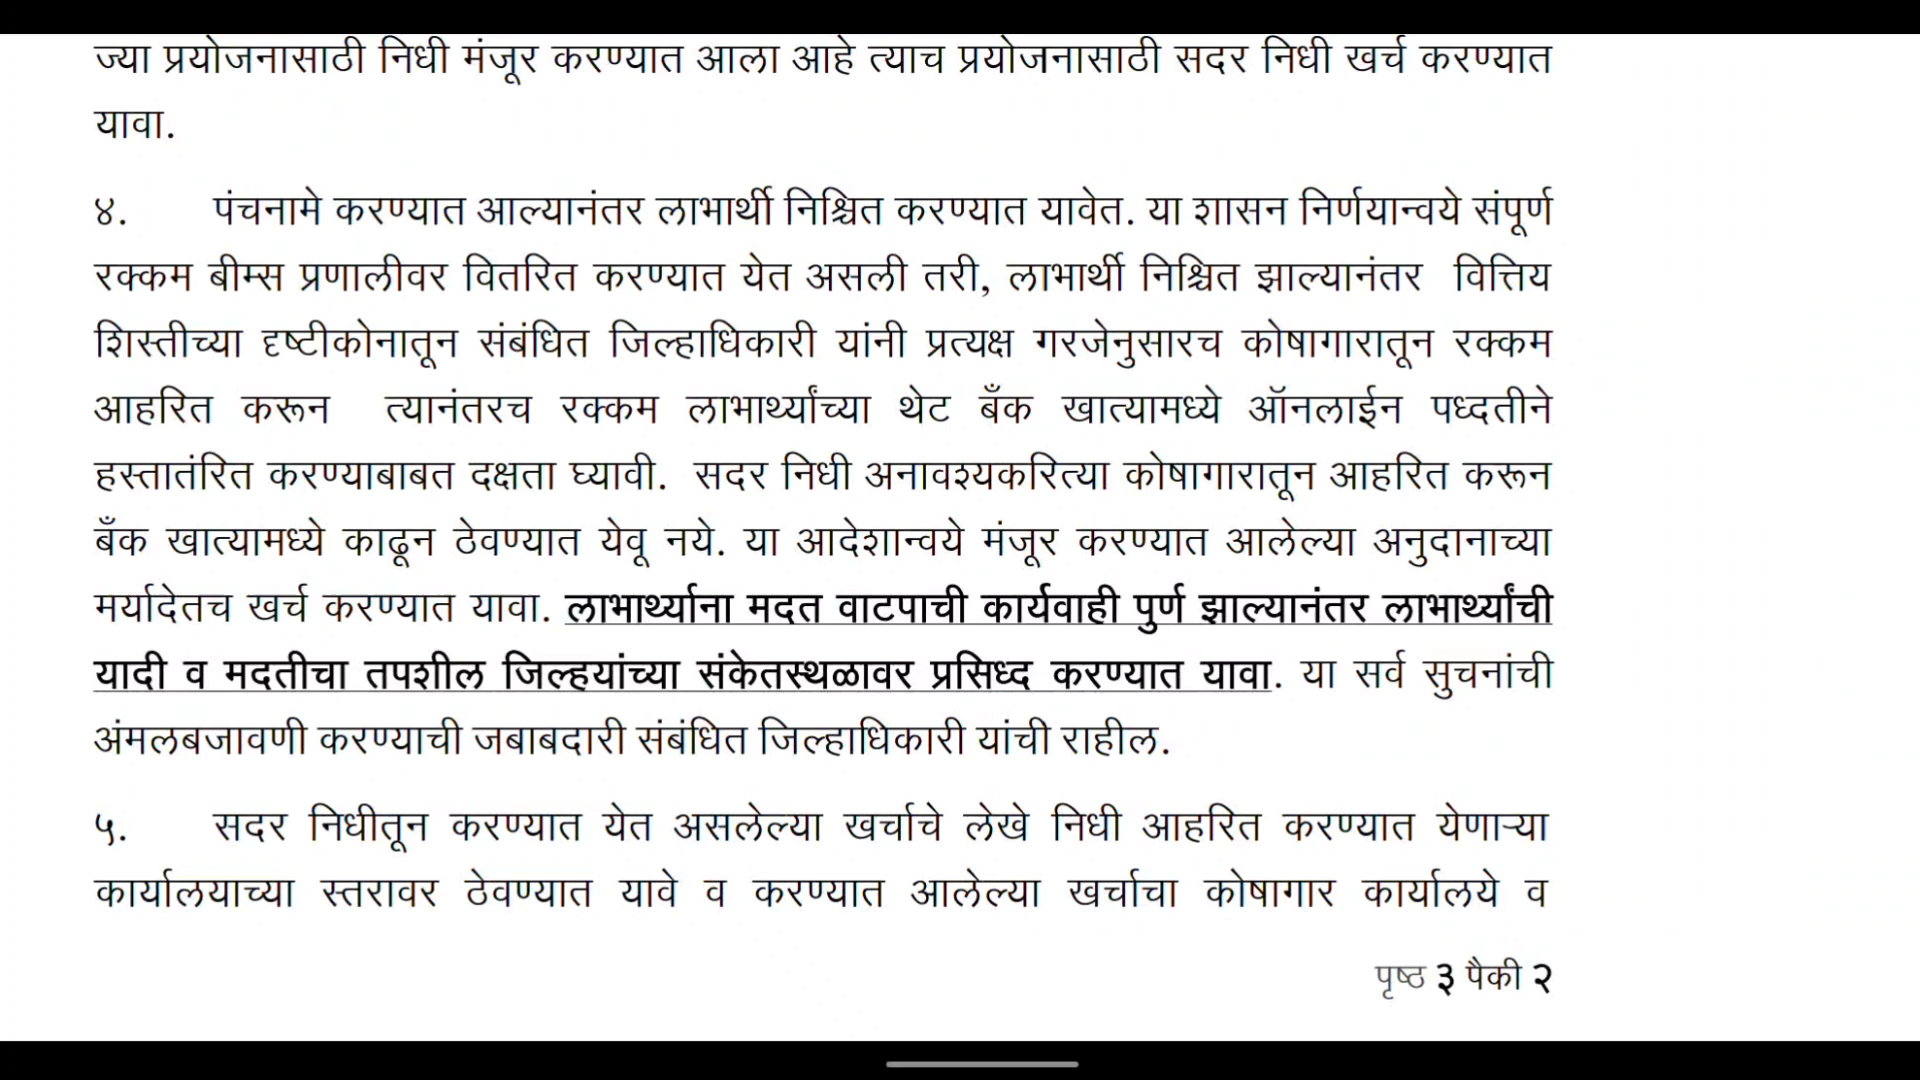 ज्या प्रयोजनासाठी निधी मंजूर करण्यात आला आहे त्याच प्रयोजनासाठी सदर निधी खर्च करण्यात
यावा.
४. पंचनामे करण्यात आल्यानंतर लाभार्थी निश्चित करण्यात यावेत. या शासन निर्णयान्वये संपूर्ण
रक्कम बीम्स प्रणालीवर वितरित करण्यात येत असली तरी, लाभार्थी निश्चित झाल्यानंतर वित्तिय
शिस्तीच्या दृष्टीकोनातून संबंधित जिल्हाधिकारी यांनी प्रत्यक्ष गरजेनुसारच कोषागारातून रक्कम
आहरित करून त्यानंतरच रक्कम लाभार्थ्यांच्या थेट बँक खात्यामध्ये ऑनलाईन पध्दतीने
हस्तातंरित करण्याबाबत दक्षता घ्यावी. सदर निधी अनावश्यकरित्या कोषागारातून आहरित करून
बँक खात्यामध्ये काढून ठेवण्यात येवू नये. या आदेशान्वये मंजूर करण्यात आलेल्या अनुदानाच्या
मर्यादेतच खर्च करण्यात यावा. लाभार्थ्याना मदत वाटपाची कार्यवाही पुर्ण झाल्यानंतर लाभार्थ्यांची
यादी व मदतीचा तपशील जिल्हयांच्या संकेतस्थळावर प्रसिध्द करण्यात यावा. या सर्व सुचनांची
अंमलबजावणी करण्याची जबाबदारी संबंधित जिल्हाधिकारी यांची राहील.
५. सदर निधीतून करण्यात येत असलेल्या खर्चाचे लेखे निधी आहरित करण्यात येणाऱ्या
कार्यालयाच्या स्तरावर ठेवण्यात यावे व करण्यात आलेल्या खर्चाचा कोषागार कार्यालये व
पृष्ठ ३ पैकी २